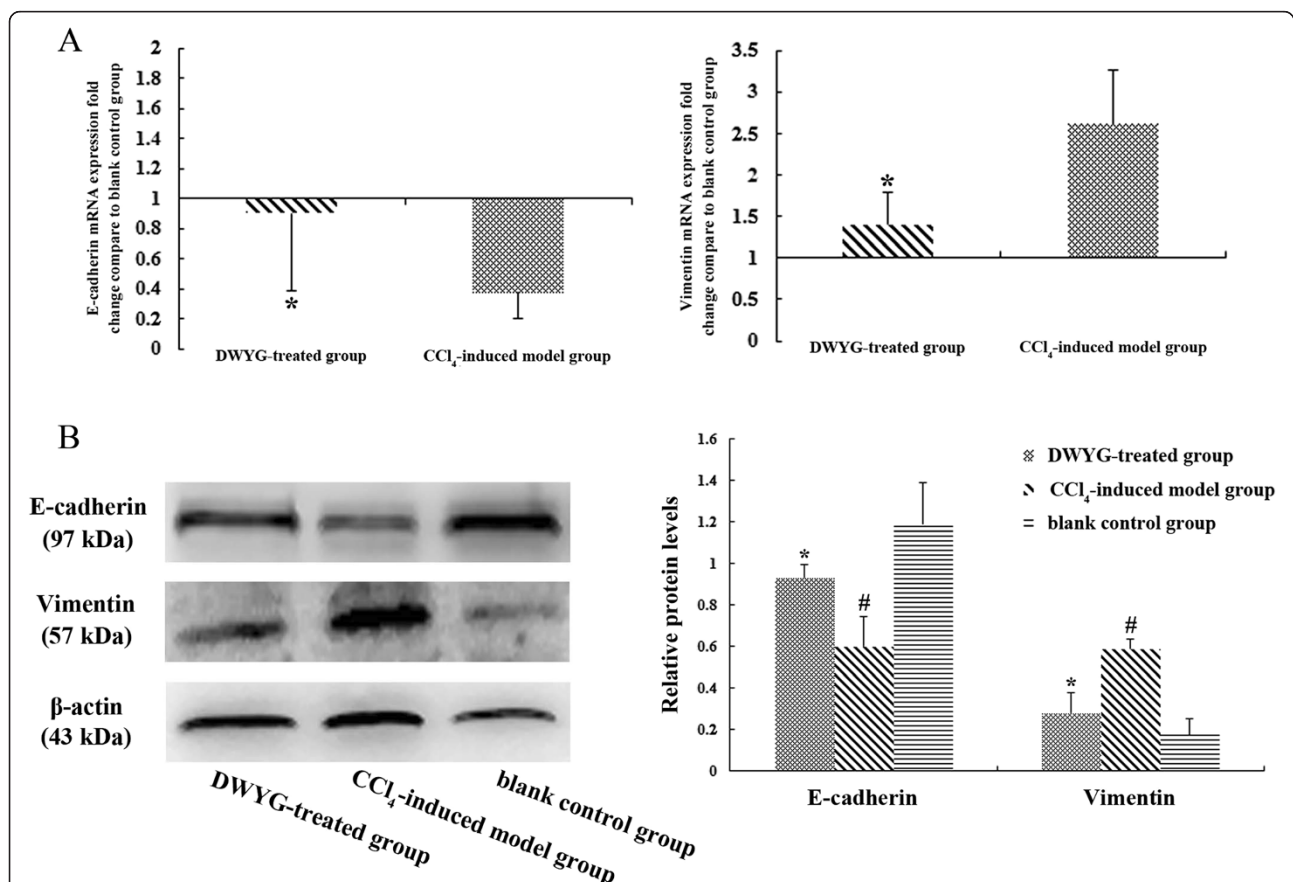 A
E-cadherin mRNA expression fold
change compare to blank control group
2
1.8
1.6
1.4
1.2
1
0.8
0.6
0.4
0.2
0
*
DWYG-treated group
CCl4-induced model group
Vimentin mRNA expression fold
change compare to blank control group
3.5
3
2.5
2
1.5
1
0.5
0
*
DWYG-treated group
CCl4-induced model group
B
E-cadherin
(97 kDa)
Vimentin
(57 kDa)
β-actin
(43 kDa)
DWYG-treated group
CCl4-induced model group
blank control group
Relative protein levels
1.6
1.4
1.2
1
0.8
0.6
0.4
0.2
0
DWYG-treated group
CCl4-induced model group
blank control group
*
#
*
#
E-cadherin
Vimentin